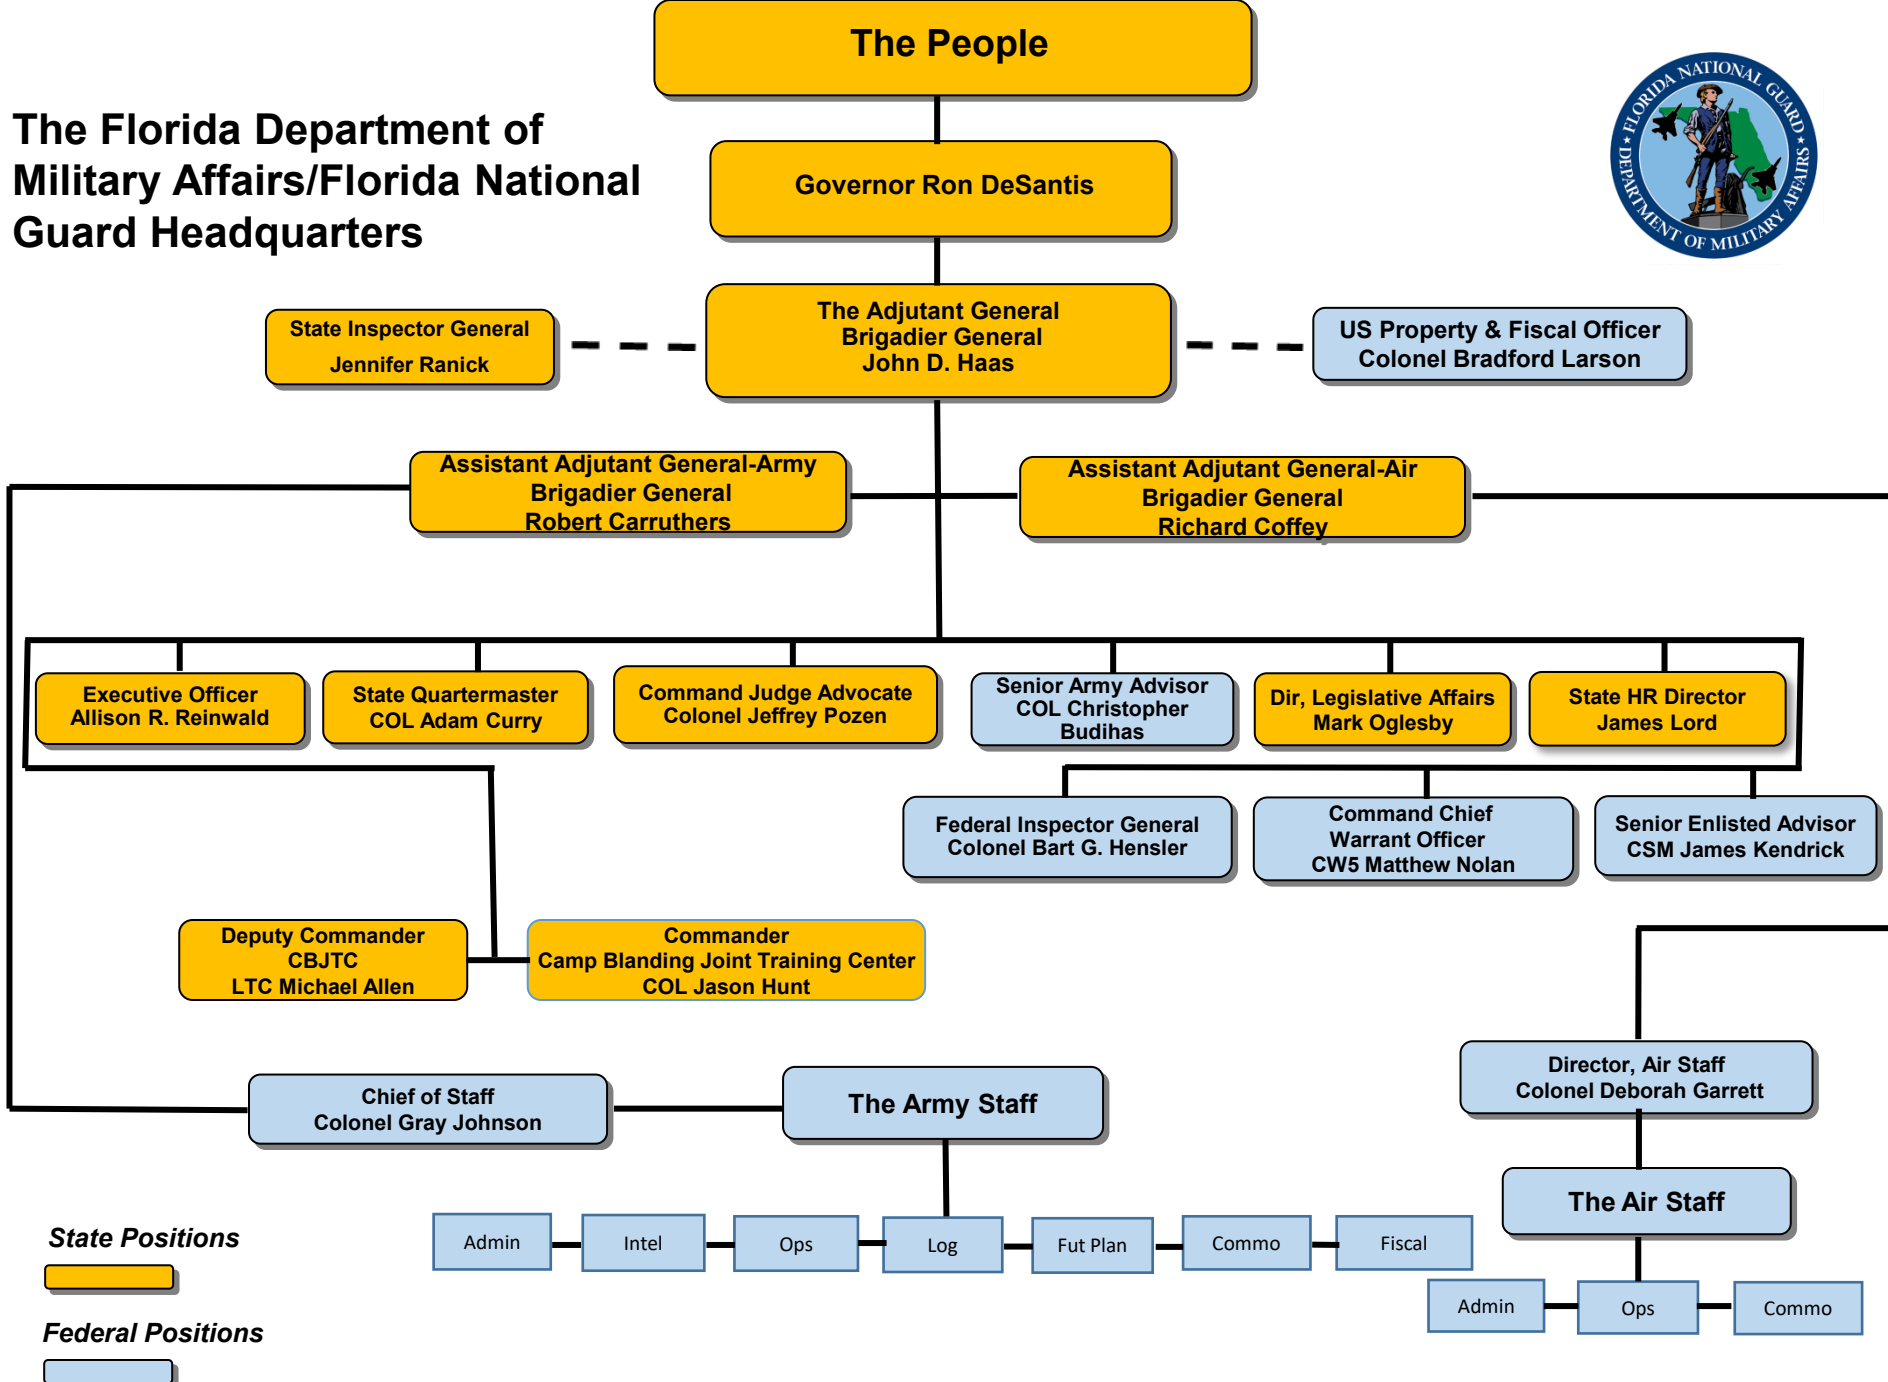 The People
The Florida Department of
Military Affairs/Florida National
Guard Headquarters
FLORIDA NATIONAL GUARD
DEPARTMENT OF MILITARY AFFAIRS
Governor Ron DeSantis
State Inspector General
Jennifer Ranick
The Adjutant General
Brigadier General
John D. Haas
US Property & Fiscal Officer
Colonel Bradford Larson
Assistant Adjutant General-Army
Brigadier General
Robert Carruthers
Assistant Adjutant General-Air
Brigadier General
Richard Coffey
Executive Officer
Allison R. Reinwald
State Quartermaster
COL Adam Curry
Command Judge Advocate
Colonel Jeffrey Pozen
Senior Army Advisor
COL Christopher
Budihas
Dir, Legislative Affairs
Mark Oglesby
State HR Director
James Lord
Federal Inspector General
Colonel Bart G. Hensler
Command Chief
Warrant Officer
CW5 Matthew Nolan
Senior Enlisted Advisor
CSM James Kendrick
Deputy Commander
CBJTC
LTC Michael Allen
Commander
Camp Blanding Joint Training Center
COL Jason Hunt
Chief of Staff
Colonel Gray Johnson
The Army Staff
Director, Air Staff
Colonel Deborah Garrett
The Air Staff
Admin
Intel
Ops
Log
Fut Plan
Commo
Fiscal
Admin
Ops
Commo
State Positions
Federal Positions